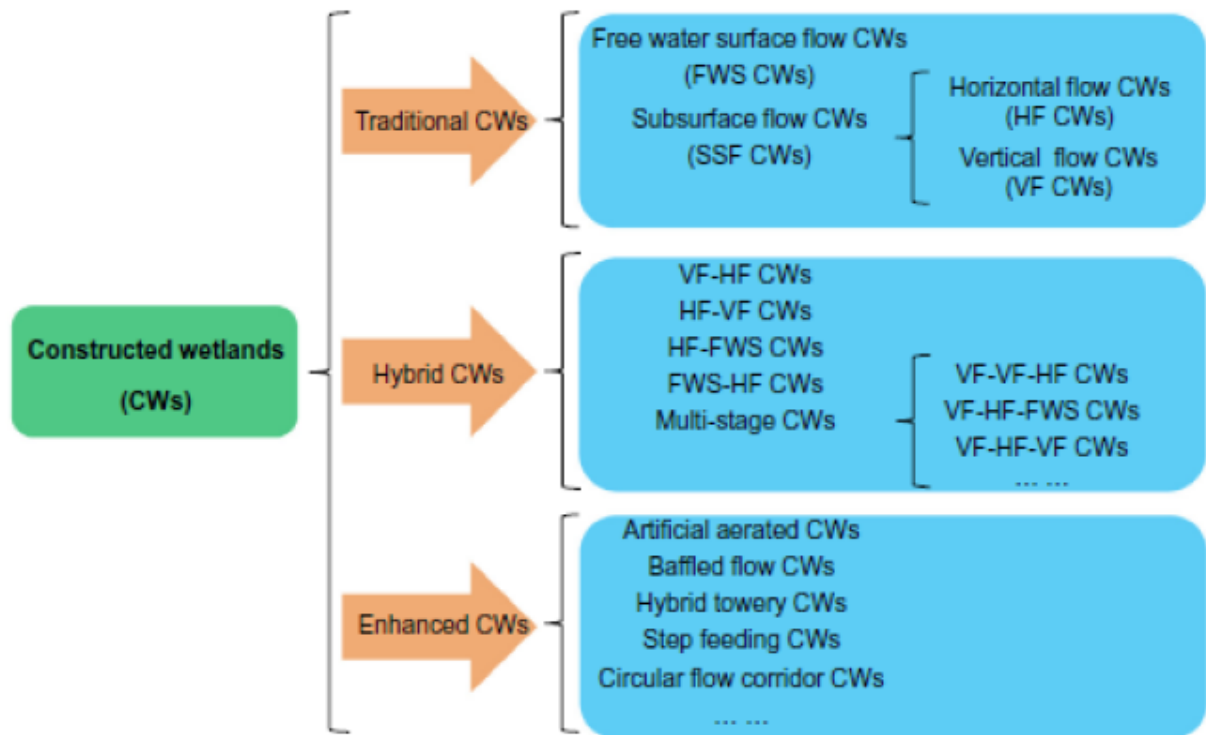 Constructed wetlands
(CWs)
Traditional CWs
Free water surface flow CWs
(FWS CWs)
Subsurface flow CWs
(SSF CWs)
Horizontal flow CWs
(HF CWs)
Vertical flow CWs
(VF CWs)
Hybrid CWs
VF-HF CWs
HF-VF CWs
HF-FWS CWs
FWS-HF CWs
Multi-stage CWs
VF-VF-HF CWs
VF-HF-FWS CWs
VF-HF-VF CWs
... ...
Enhanced CWs
Artificial aerated CWs
Baffled flow CWs
Hybrid towery CWs
Step feeding CWs
Circular flow corridor CWs
... ...